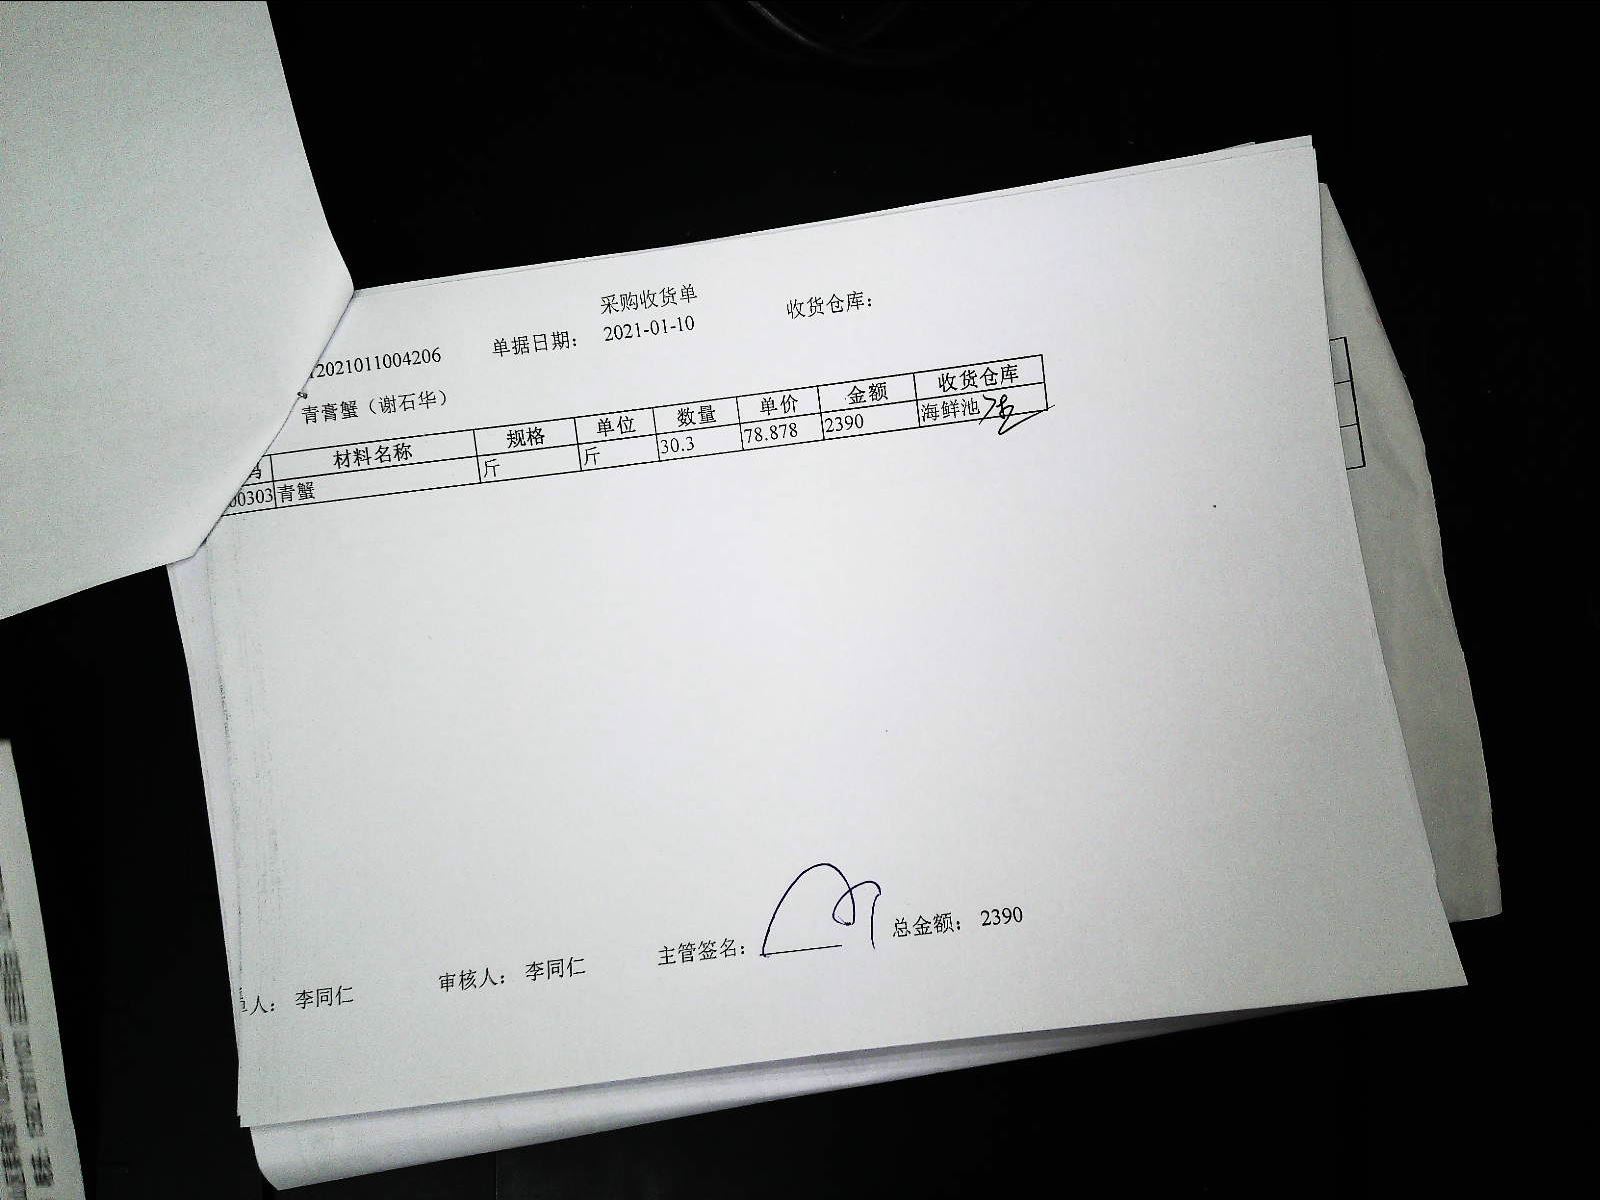 采购收货单
2021011004206 单据日期: 2021-01-10 收货仓库:
青膏蟹（谢石华）
码 材料名称 规格 单位 数量 单价 金额 收货仓库
00303 青蟹 斤 斤 30.3 78.878 2390 海鲜池
单人: 李同仁 审核人: 李同仁 主管签名: 总金额: 2390